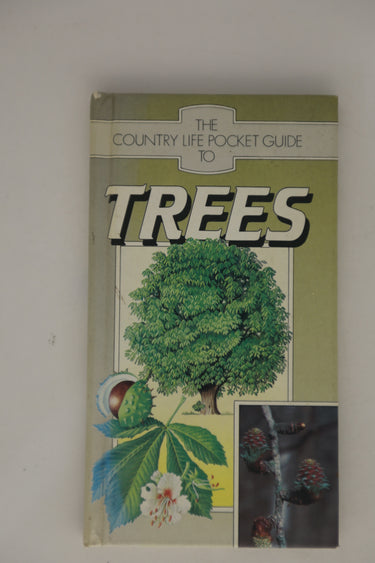 THE
COUNTRY LIFE POCKET GUIDE
TO
TREES